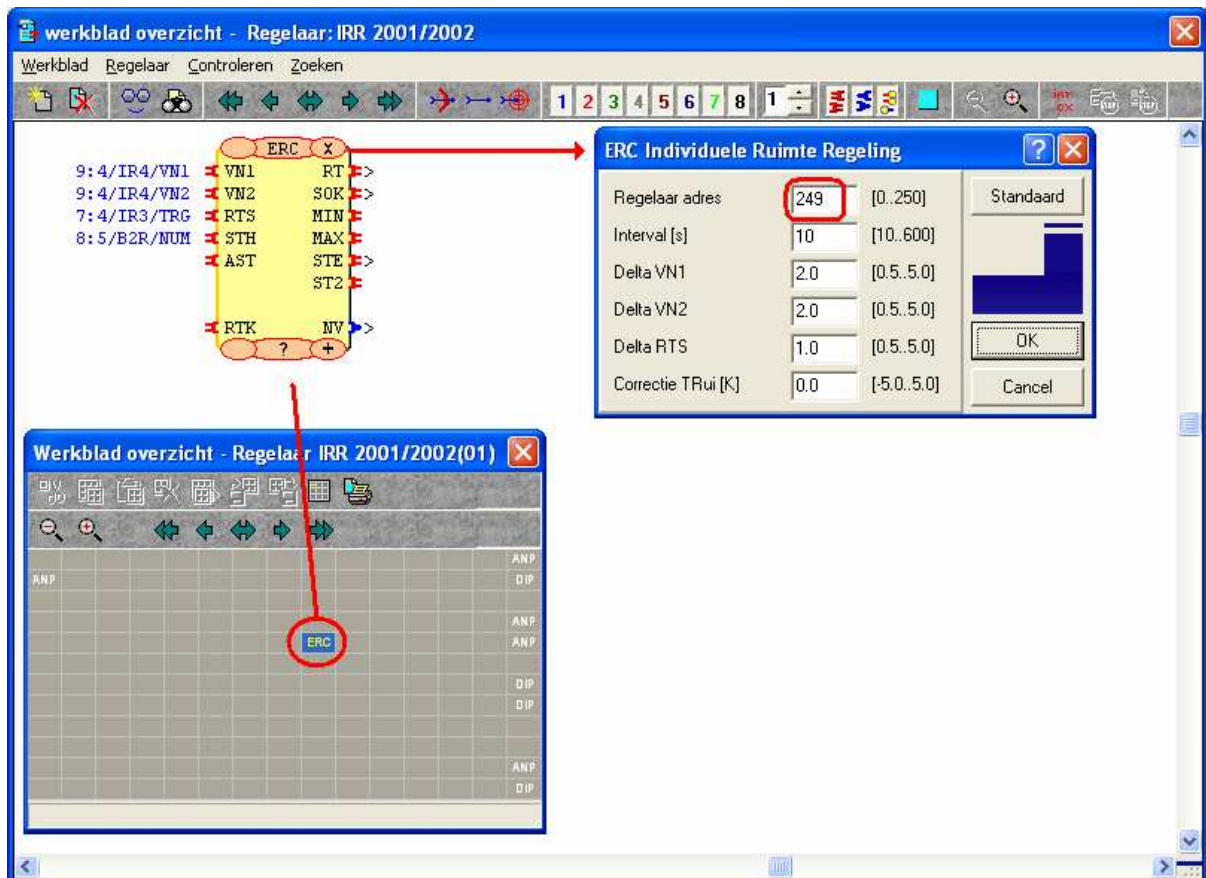 werkblad overzicht - Regelaar: IRR 2001/2002
Werkblad Regelaar Controleren Zoeken
1 2 3 4 5 6 7 8 1
ERC X
9:4/IR4/VN1 VN1 RT >
9:4/IR4/VN2 VN2 SOK >
7:4/IR3/TRG RTS MIN
8:5/B2R/NUM STH MAX
AST STE >
ST2
RTK NV >
? +
ERC Individuele Ruimte Regeling
Regelaar adres 249 [0..250] Standaard
Interval [s] 10 [10..600]
Delta VN1 2.0 [0.5..5.0]
Delta VN2 2.0 [0.5..5.0]
Delta RTS 1.0 [0.5..5.0] OK
Correctie TRui [K] 0.0 [-5.0..5.0] Cancel
Werkblad overzicht - Regelaar IRR 2001/2002(01)
ANP
ANP DIP
ANP
ERC ANP
DIP
DIP
ANP
DIP